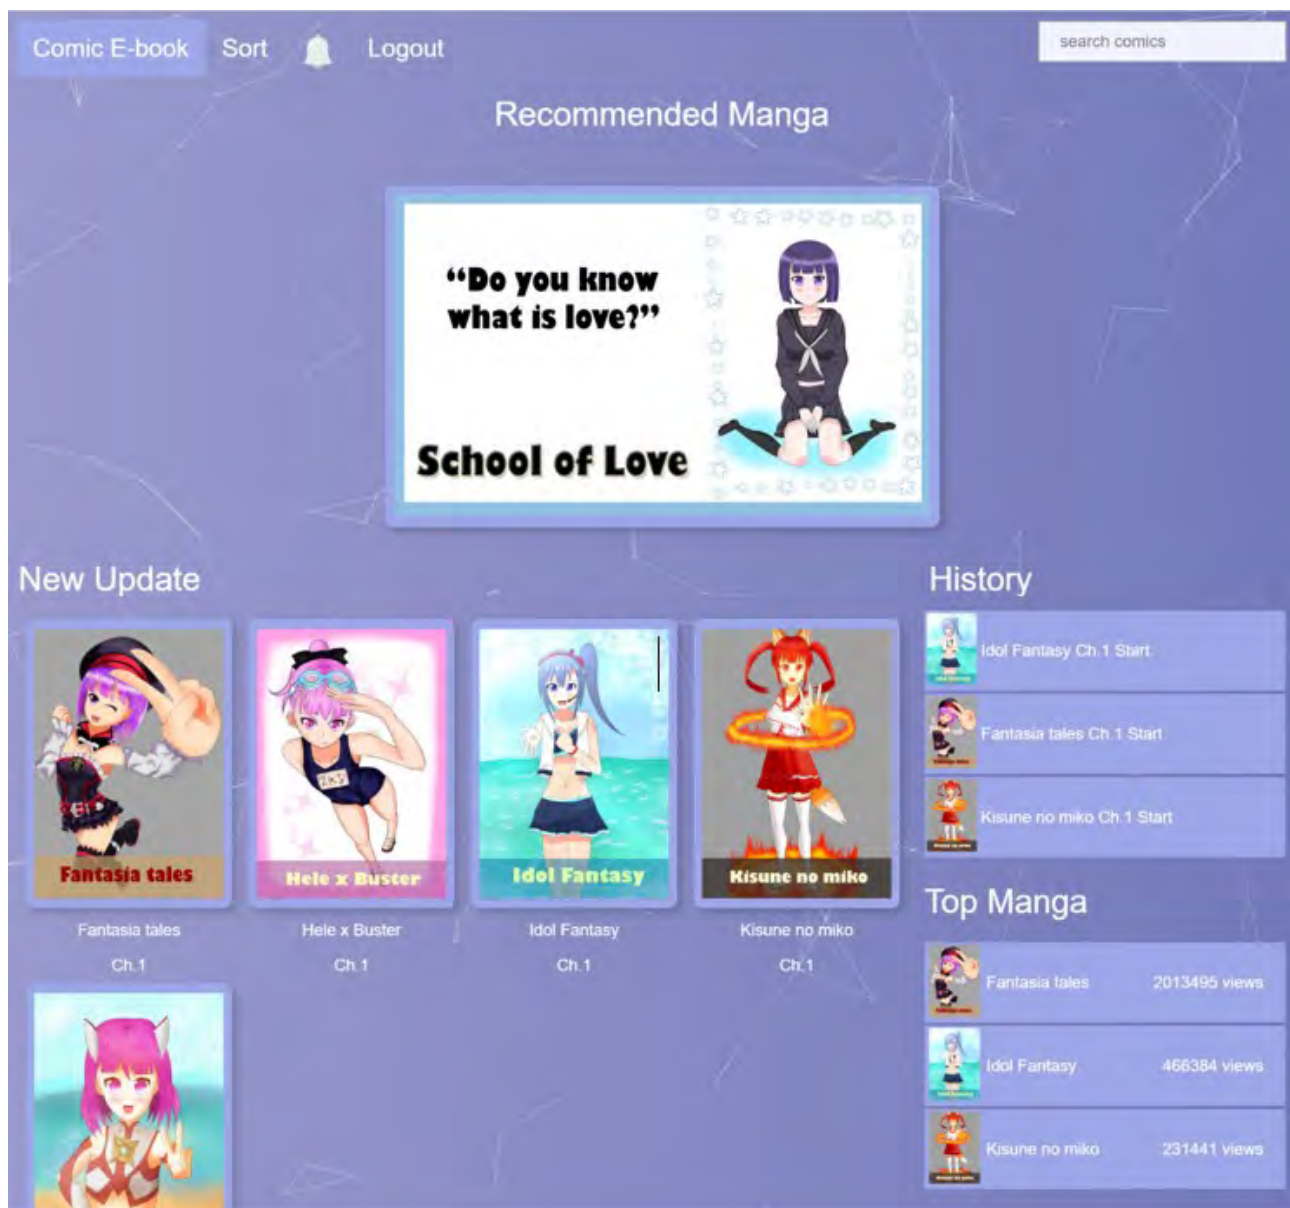 Comic E-book Sort Logout
search comics
Recommended Manga
“Do you know
what is love?”
School of Love
New Update
Fantasia tales
Hele x Buster
Idol Fantasy
Kisune no miko
Fantasia tales
Hele x Buster
Idol Fantasy
Kisune no miko
Ch.1
Ch.1
Ch.1
Ch.1
History
Idol Fantasy Ch.1 Start
Fantasia tales Ch.1 Start
Kisune no miko Ch.1 Start
Top Manga
Fantasia tales 2013495 views
Idol Fantasy 466384 views
Kisune no miko 231441 views